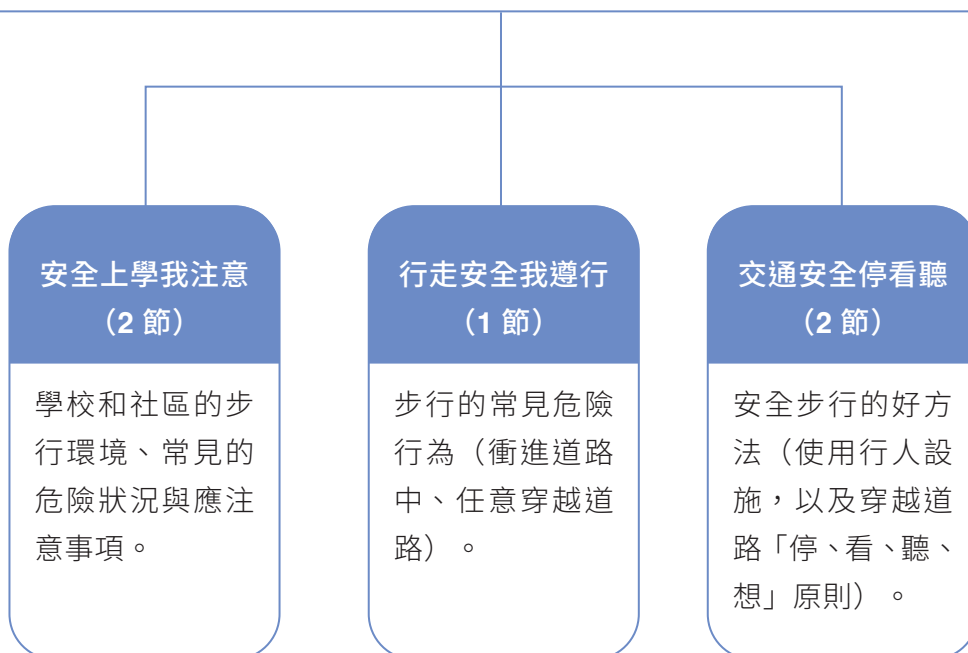 安全上學我注意
（2 節）
學校和社區的步
行環境、常見的
危險狀況與應注
意事項。
行走安全我遵行
（1 節）
步行的常見危險
行為（衝進道路
中、任意穿越道
路）。
交通安全停看聽
（2 節）
安全步行的好方
法（使用行人設
施，以及穿越道
路「停、看、聽、
想」原則）。